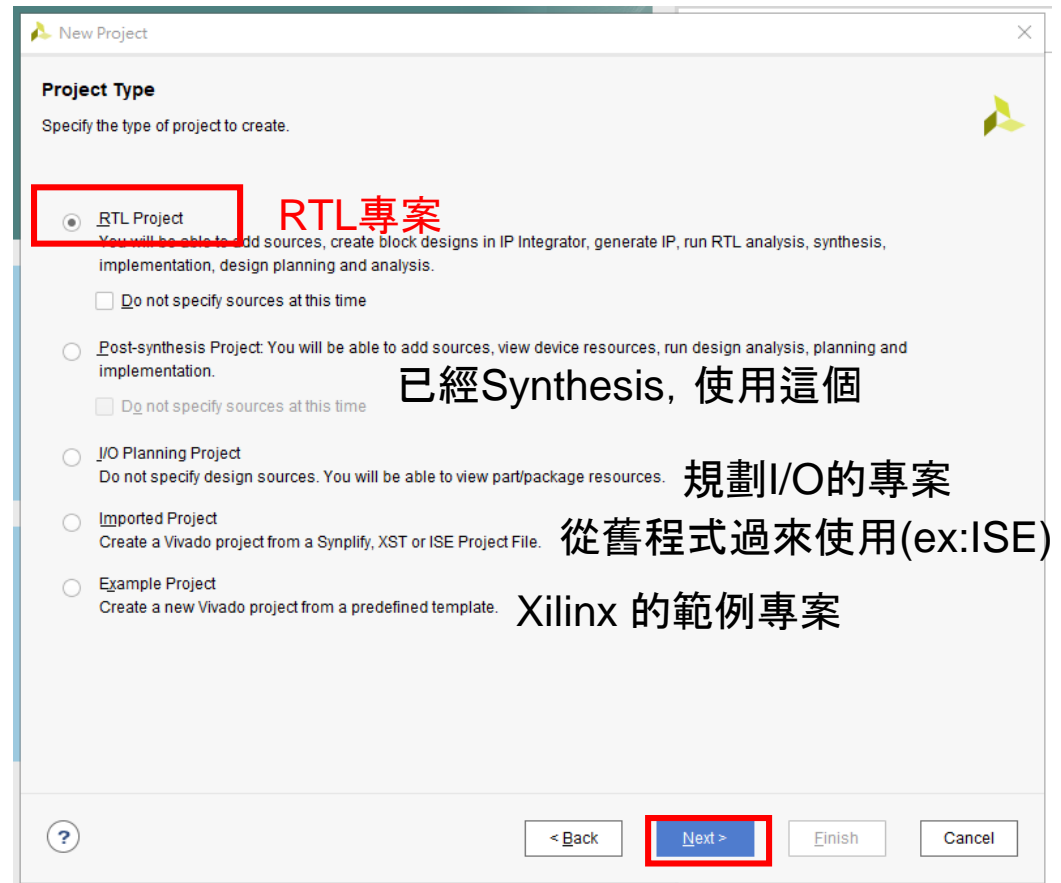 New Project
Project Type
Specify the type of project to create.
RTL Project
RTL專案
You will be able to add sources, create block designs in IP Integrator, generate IP, run RTL analysis, synthesis,
implementation, design planning and analysis.
Do not specify sources at this time
Post-synthesis Project: You will be able to add sources, view device resources, run design analysis, planning and
implementation.
已經Synthesis, 使用這個
Do not specify sources at this time
I/O Planning Project
Do not specify design sources. You will be able to view part/package resources.
規劃I/O的專案
Imported Project
Create a Vivado project from a Synplify, XST or ISE Project File.
從舊程式過來使用(ex:ISE)
Example Project
Create a new Vivado project from a predefined template.
Xilinx 的範例專案
?
< Back
Next >
Finish
Cancel